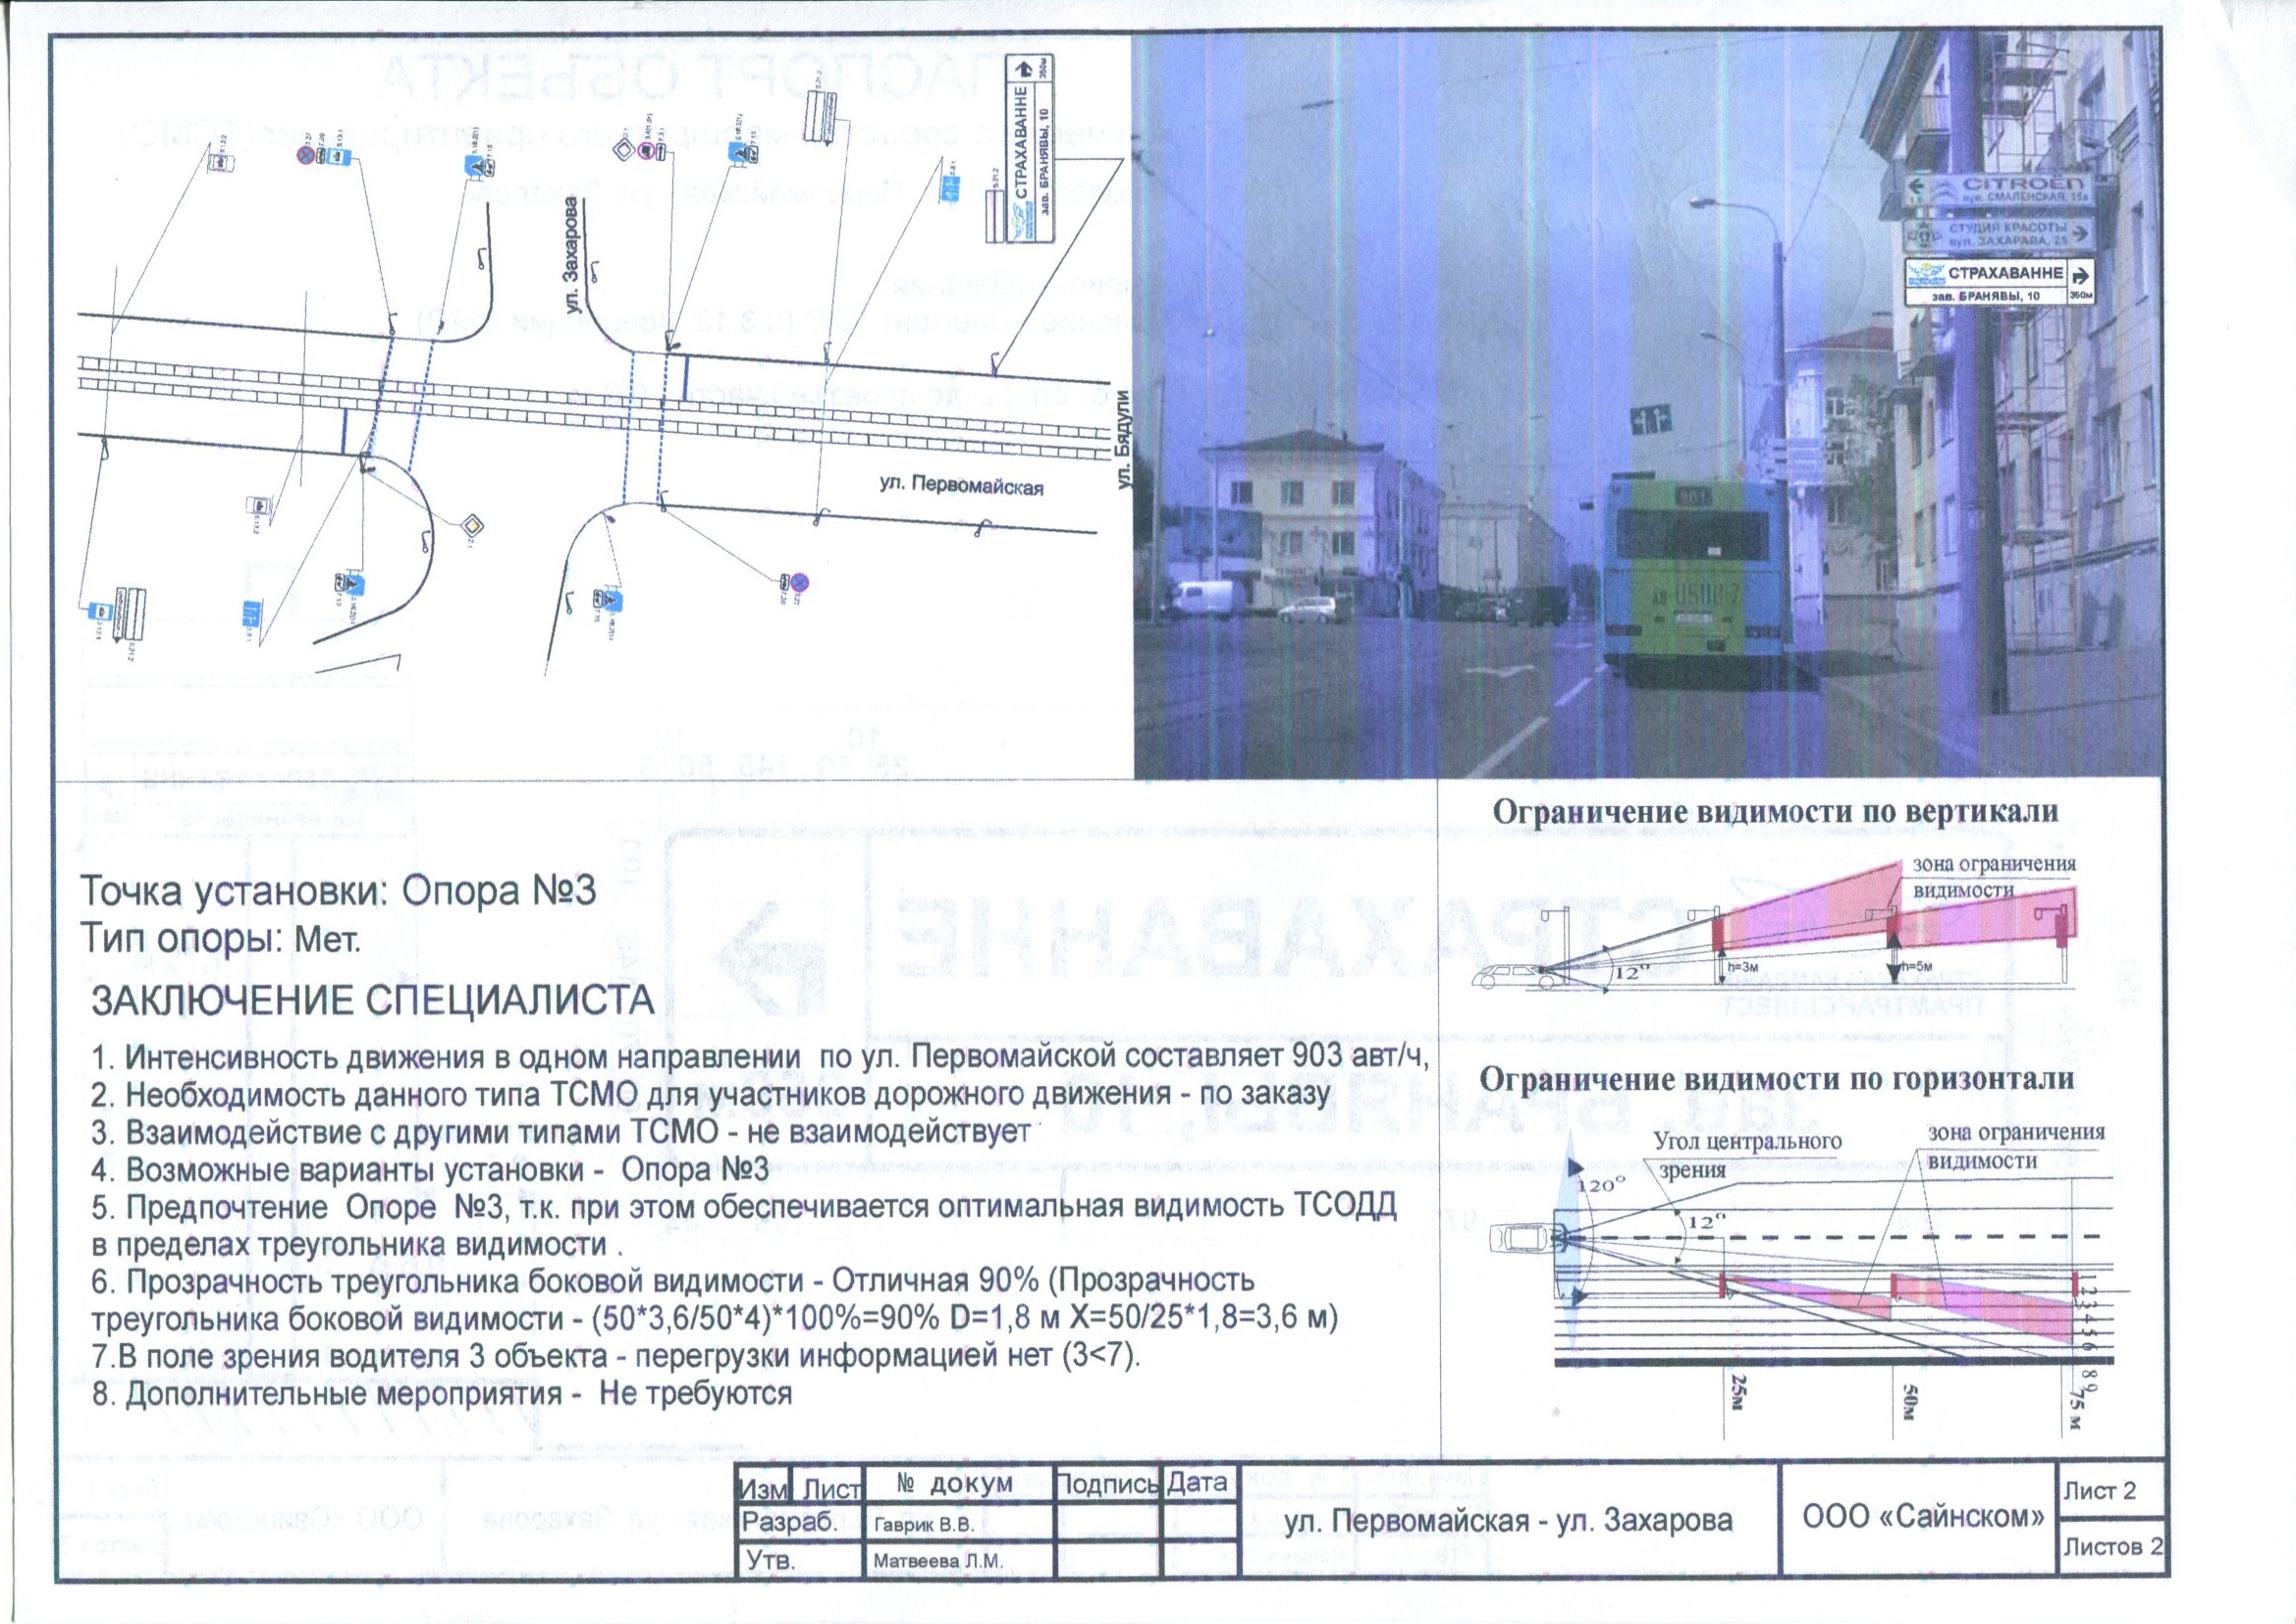 ул. Захарова
СТРАХАВАННЕ
зав. БРАНЯВЫ, 10
350м
5.21.2
ул. Первомайская
ул. Бядули
CITROËN
вул. СМАЛЕНСКАЯ, 15а
СТУДИЯ КРАСОТЫ
вул. ЗАХАРАВА, 25
СТРАХАВАННЕ
зав. БРАНЯВЫ, 10
350м
Точка установки: Опора №3
Тип опоры: Мет.
ЗАКЛЮЧЕНИЕ СПЕЦИАЛИСТА
1. Интенсивность движения в одном направлении по ул. Первомайской составляет 903 авт/ч,
2. Необходимость данного типа ТСМО для участников дорожного движения - по заказу
3. Взаимодействие с другими типами ТСМО - не взаимодействует
4. Возможные варианты установки - Опора №3
5. Предпочтение Опоре №3, т.к. при этом обеспечивается оптимальная видимость ТСОДД
в пределах треугольника видимости .
6. Прозрачность треугольника боковой видимости - Отличная 90% (Прозрачность
треугольника боковой видимости - (50*3,6/50*4)*100%=90% D=1,8 м X=50/25*1,8=3,6 м)
7.В поле зрения водителя 3 объекта - перегрузки информацией нет (3<7).
8. Дополнительные мероприятия - Не требуются
Ограничение видимости по вертикали
зона ограничения
видимости
12°
h=3м
h=5м
Ограничение видимости по горизонтали
Угол центрального
зрения
зона ограничения
видимости
120°
12°
1 2 3 4 5 6 8 9
25м
50м
75 м
Изм Лист № докум Подпись Дата
Разраб. Гаврик В.В.
Утв. Матвеева Л.М.
ул. Первомайская - ул. Захарова
ООО «Сайнском»
Лист 2
Листов 2